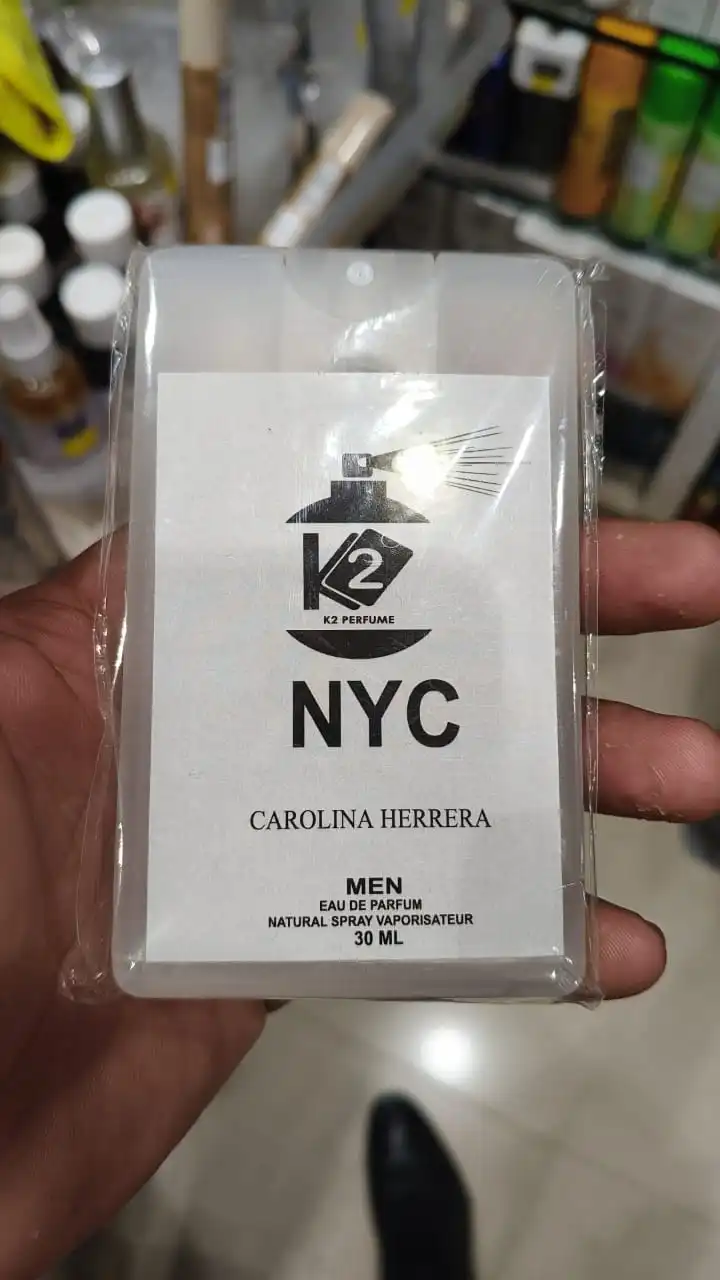 K2
K2 PERFUME
NYC
CAROLINA HERRERA
MEN
EAU DE PARFUM
NATURAL SPRAY VAPORISATEUR
30 ML